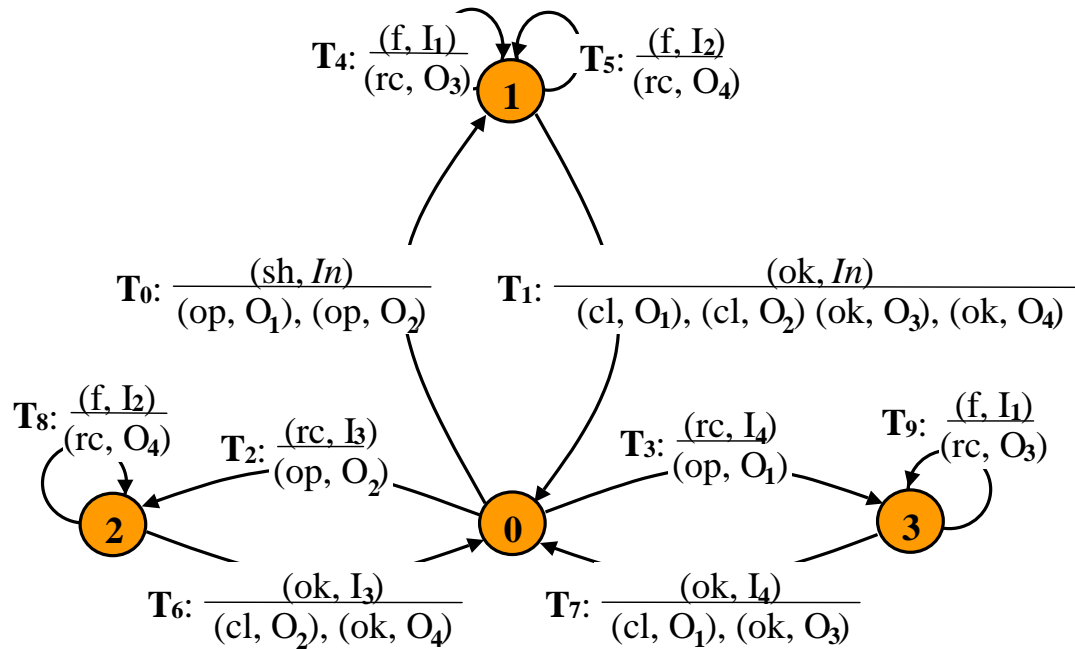 T4: (f, I1)
(rc, O3)
T5: (f, I2)
(rc, O4)
1
T0: (sh, In)
(op, O1), (op, O2)
T1: (ok, In)
(cl, O1), (cl, O2) (ok, O3), (ok, O4)
T8: (f, I2)
(rc, O4)
T2: (rc, I3)
(op, O2)
T3: (rc, I4)
(op, O1)
T9: (f, I1)
(rc, O3)
2
0
3
T6: (ok, I3)
(cl, O2), (ok, O4)
T7: (ok, I4)
(cl, O1), (ok, O3)